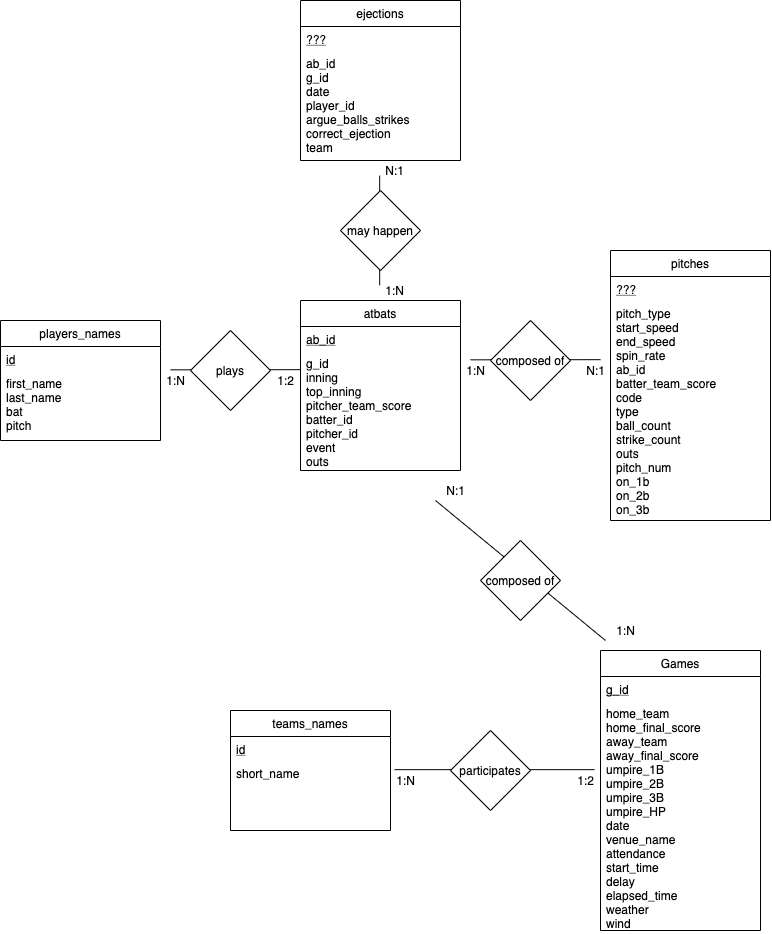 ejections
???
ab_id
g_id
date
player_id
argue_balls_strikes
correct_ejection
team
N:1
may happen
1:N
players_names
id
first_name
last_name
bat
pitch
1:N
plays
1:2
atbats
ab_id
g_id
inning
top_inning
pitcher_team_score
batter_id
pitcher_id
event
outs
1:N
composed of
N:1
pitches
???
pitch_type
start_speed
end_speed
spin_rate
ab_id
batter_team_score
code
type
ball_count
strike_count
outs
pitch_num
on_1b
on_2b
on_3b
N:1
composed of
1:N
teams_names
id
short_name
1:N
participates
1:2
Games
g_id
home_team
home_final_score
away_team
away_final_score
umpire_1B
umpire_2B
umpire_3B
umpire_HP
date
venue_name
attendance
start_time
delay
elapsed_time
weather
wind